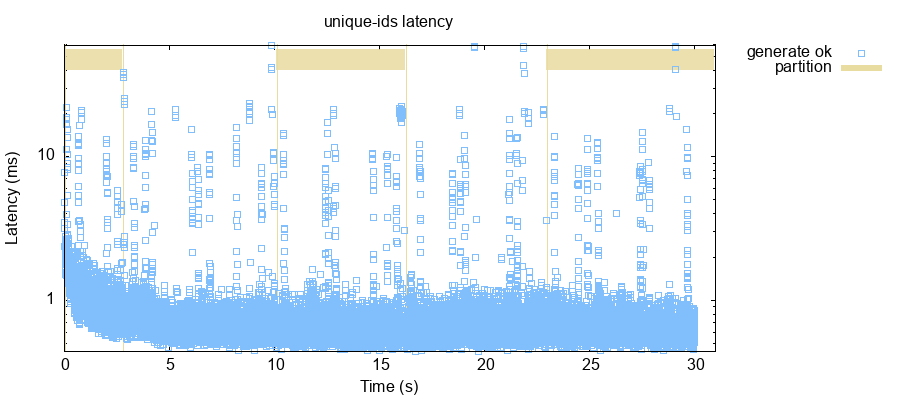 unique-ids latency
generate ok
partition
10
1
Latency (ms)
0 5 10 15 20 25 30
Time (s)